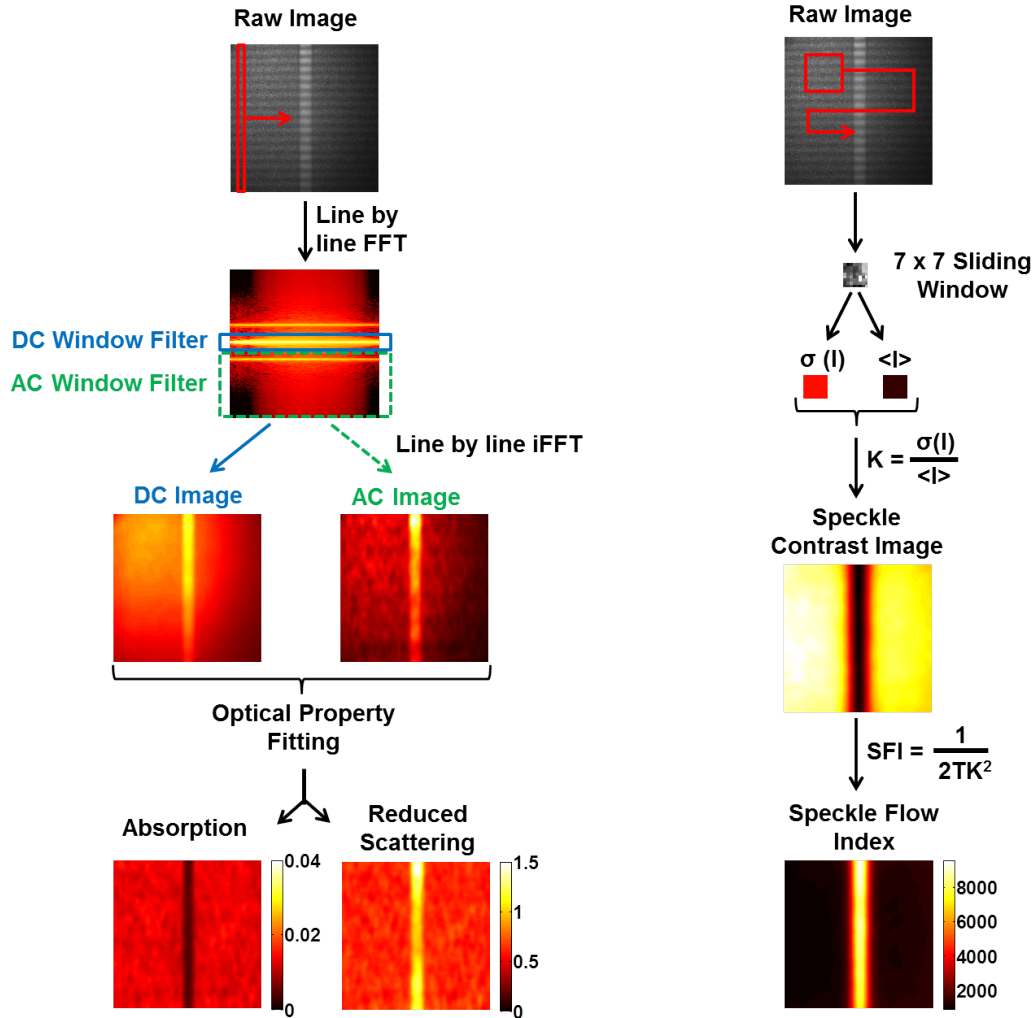 Raw Image
Line by
line FFT
DC Window Filter
AC Window Filter
Line by line iFFT
DC Image
AC Image
Optical Property
Fitting
Absorption
Reduced
Scattering
0.04
0.02
0
1.5
1
0.5
0
Raw Image
7 x 7 Sliding
Window
σ (I)
<I>
K = σ(I)
<I>
Speckle
Contrast Image
SFI = 1
2TK²
Speckle Flow
Index
8000
6000
4000
2000